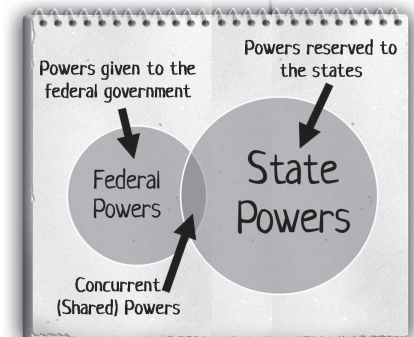 Powers reserved to
the states
Powers given to the
federal government
Federal
Powers
State
Powers
Concurrent
(Shared) Powers